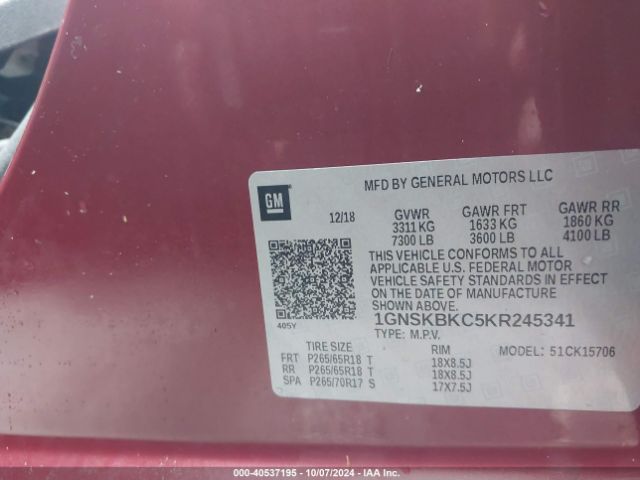 MFD BY GENERAL MOTORS LLC
GM
12/18 GVWR GAWR FRT GAWR RR
3311 KG 1633 KG 1860 KG
7300 LB 3600 LB 4100 LB
THIS VEHICLE CONFORMS TO ALL
APPLICABLE U.S. FEDERAL MOTOR
VEHICLE SAFETY STANDARDS IN EFFECT
ON THE DATE OF MANUFACTURE SHOWN ABOVE.
405Y 1GNSKBKC5KR245341
TYPE: M.P.V.
TIRE SIZE RIM MODEL: 51CK15706
FRT P265/65R18 T 18X8.5J
RR P265/65R18 T 18X8.5J
SPA P265/70R17 S 17X7.5J
00-40537195 - 10/07/2024 - IAA Inc.